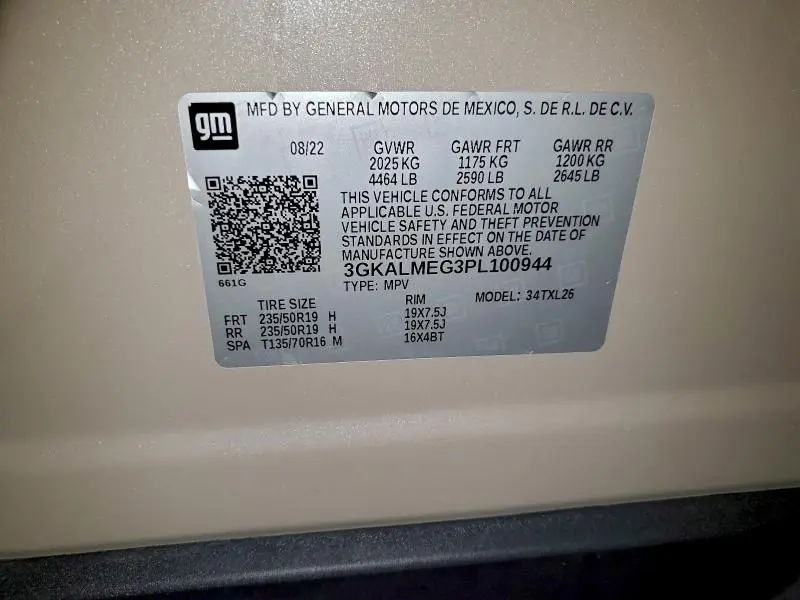 gm MFD BY GENERAL MOTORS DE MEXICO, S. DE R.L. DE C.V.
08/22 GVWR GAWR FRT GAWR RR
2025 KG 1175 KG 1200 KG
4464 LB 2590 LB 2645 LB
THIS VEHICLE CONFORMS TO ALL
APPLICABLE U.S. FEDERAL MOTOR
VEHICLE SAFETY AND THEFT PREVENTION
STANDARDS IN EFFECT ON THE DATE OF
MANUFACTURE SHOWN ABOVE.
3GKALMEG3PL100944
661G TYPE: MPV
TIRE SIZE RIM MODEL: 34TXL26
FRT 235/50R19 H 19X7.5J
RR 235/50R19 H 19X7.5J
SPA T135/70R16 M 16X4BT